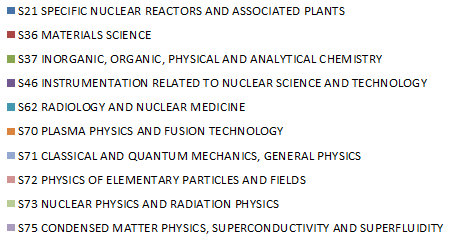 S21 SPECIFIC NUCLEAR REACTORS AND ASSOCIATED PLANTS
S36 MATERIALS SCIENCE
S37 INORGANIC, ORGANIC, PHYSICAL AND ANALYTICAL CHEMISTRY
S46 INSTRUMENTATION RELATED TO NUCLEAR SCIENCE AND TECHNOLOGY
S62 RADIOLOGY AND NUCLEAR MEDICINE
S70 PLASMA PHYSICS AND FUSION TECHNOLOGY
S71 CLASSICAL AND QUANTUM MECHANICS, GENERAL PHYSICS
S72 PHYSICS OF ELEMENTARY PARTICLES AND FIELDS
S73 NUCLEAR PHYSICS AND RADIATION PHYSICS
S75 CONDENSED MATTER PHYSICS, SUPERCONDUCTIVITY AND SUPERFLUIDITY